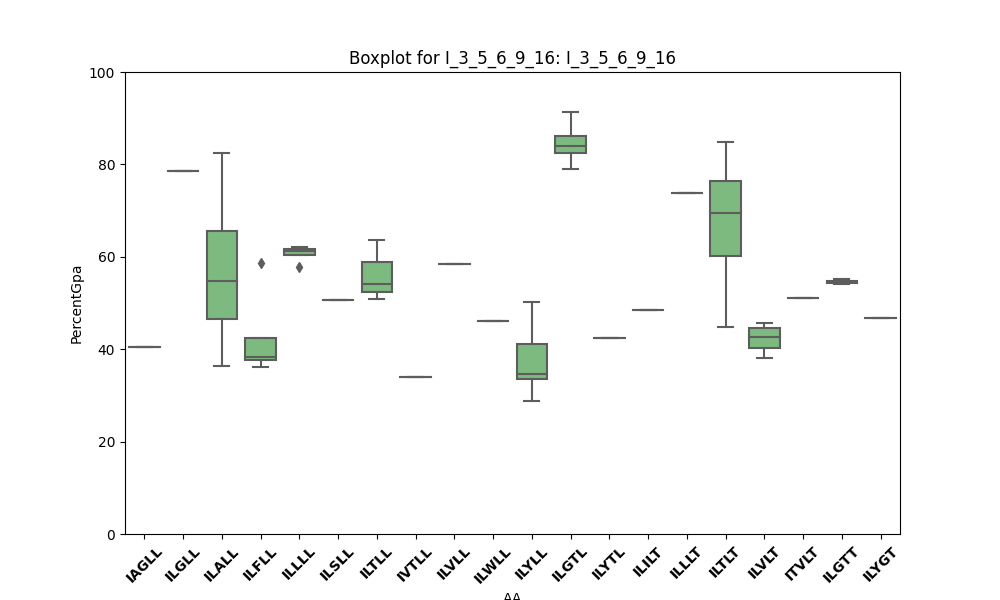 Boxplot for I_3_5_6_9_16: I_3_5_6_9_16
PercentGpa
100
80
60
40
20
0
IAGLL
ILGLL
ILALL
ILFLL
ILLLL
ILSLL
ILTLL
IVTLL
ILVLL
ILWLL
ILYLL
ILGTL
ILYTL
ILILT
ILLLT
ILTLT
ILVLT
ITVLT
ILGTT
ILYGT
AA